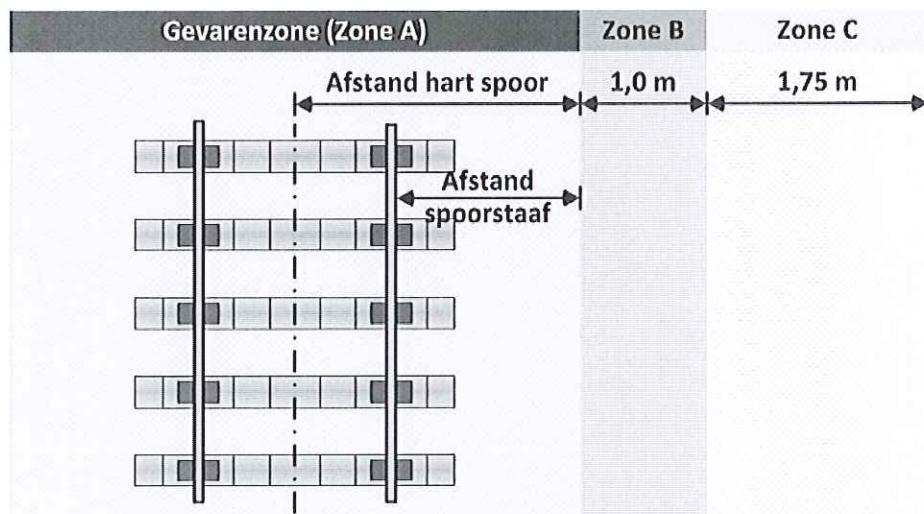 Gevarenzone (Zone A) Zone B Zone C
Afstand hart spoor 1,0 m 1,75 m
Afstand
spoorstaaf